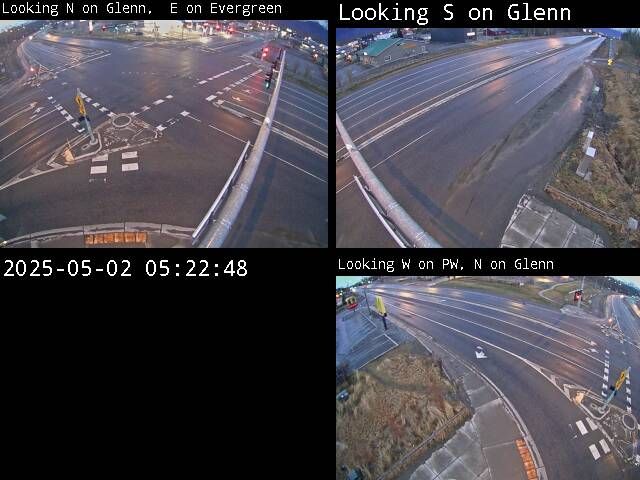 Looking N on Glenn,  E on Evergreen
Looking S on Glenn
2025-05-02 05:22:48
Looking W on PW, N on Glenn